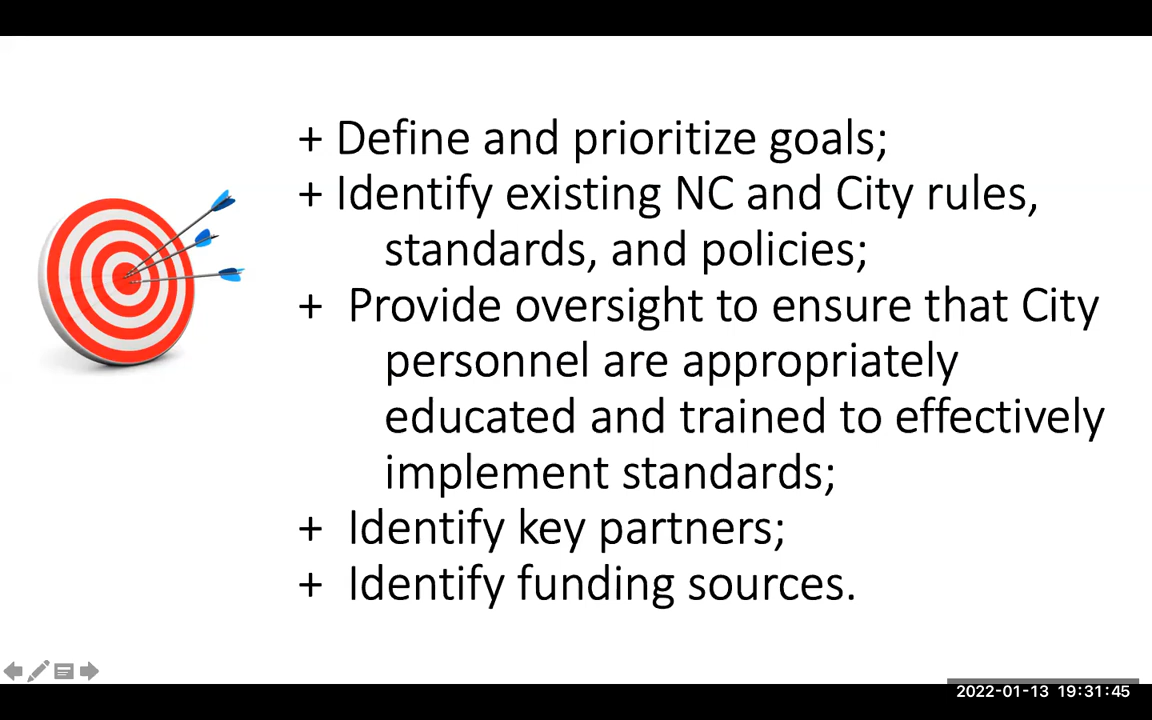 + Define and prioritize goals;
+ Identify existing NC and City rules,
standards, and policies;
+ Provide oversight to ensure that City
personnel are appropriately
educated and trained to effectively
implement standards;
+ Identify key partners;
+ Identify funding sources.
2022-01-13 19:31:45